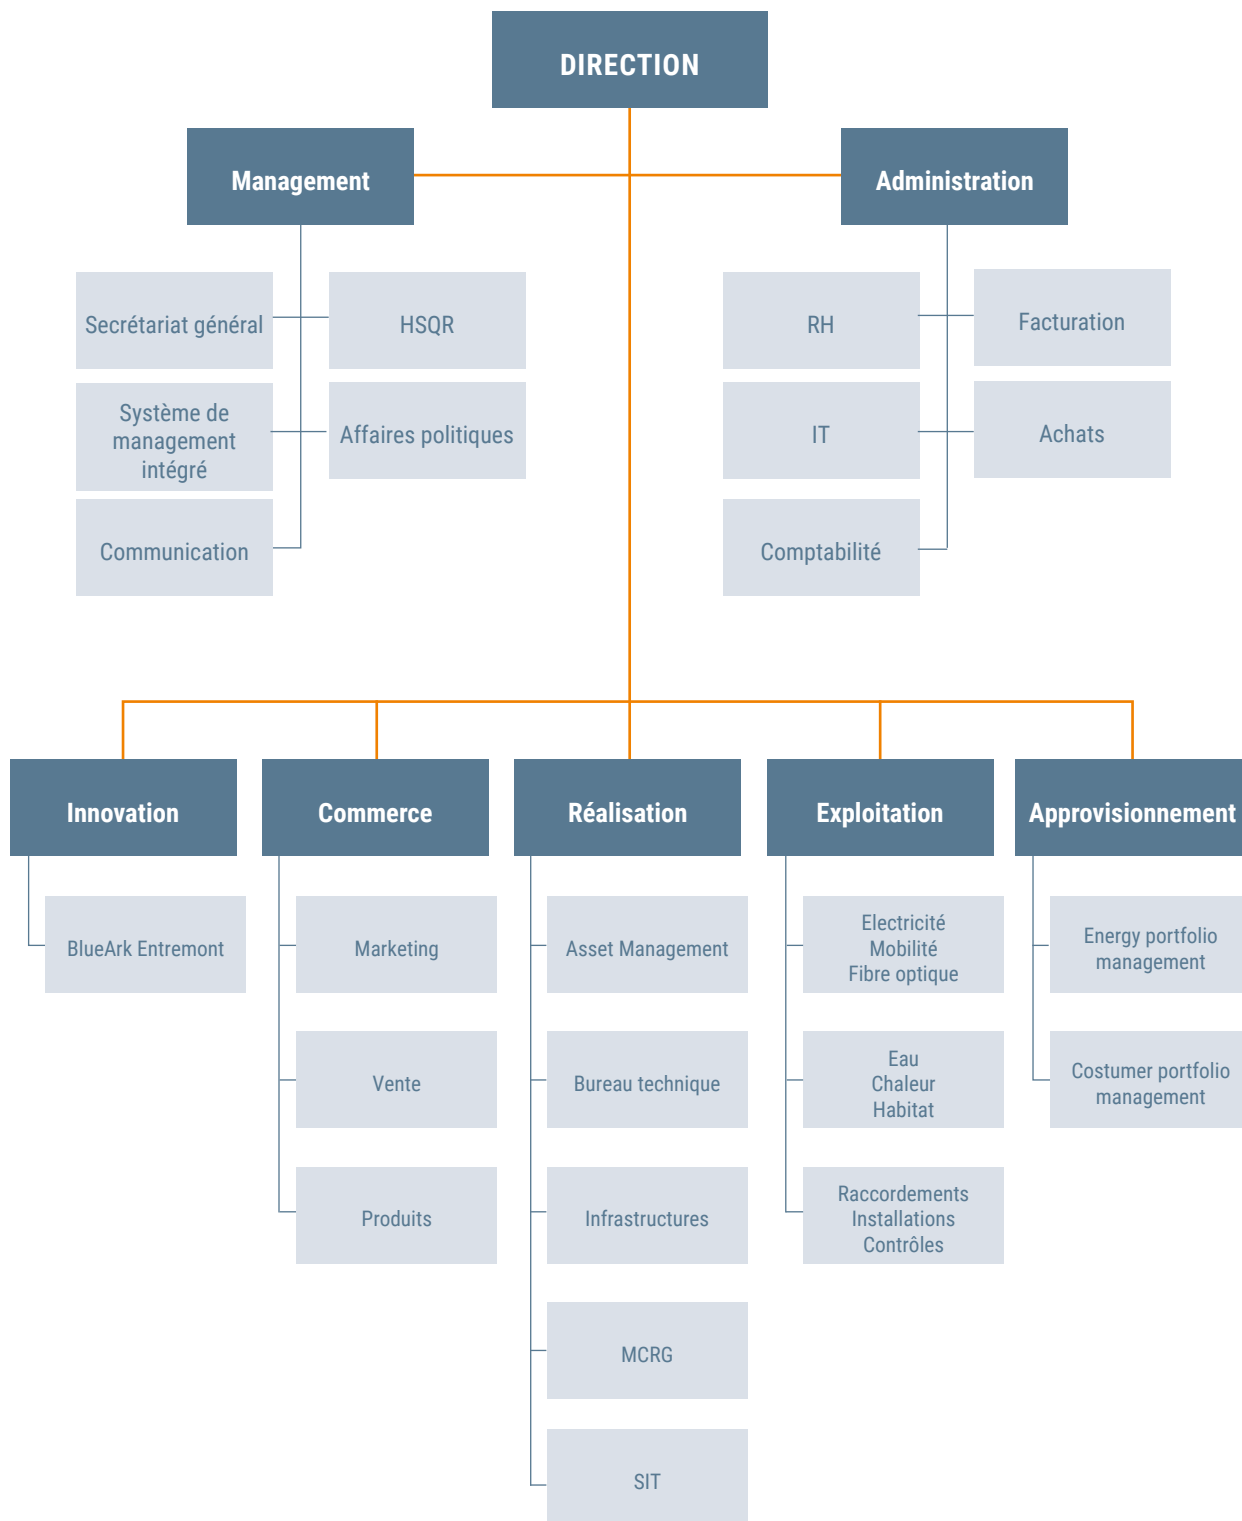 DIRECTION
Management
Administration
Secrétariat général
HSQR
RH
Facturation
Système de
management
intégré
Affaires politiques
IT
Achats
Communication
Comptabilité
Innovation
Commerce
Réalisation
Exploitation
Approvisionnement
BlueArk Entremont
Marketing
Asset Management
Electricité
Mobilité
Fibre optique
Energy portfolio
management
Vente
Bureau technique
Eau
Chaleur
Habitat
Costumer portfolio
management
Produits
Infrastructures
Raccordements
Installations
Contrôles
MCRG
SIT